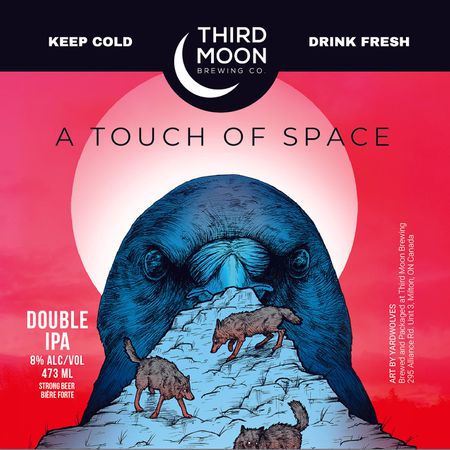 KEEP COLD
THIRD
MOON
BREWING CO.
DRINK FRESH
A TOUCH OF SPACE
DOUBLE
IPA
8% ALC/VOL
473 ML
STRONG BEER
BIÈRE FORTE
ART BY YARDWOLVES
Brewed and Packaged at Third Moon Brewing
295 Alliance Rd. Unit 3. Milton, ON Canada